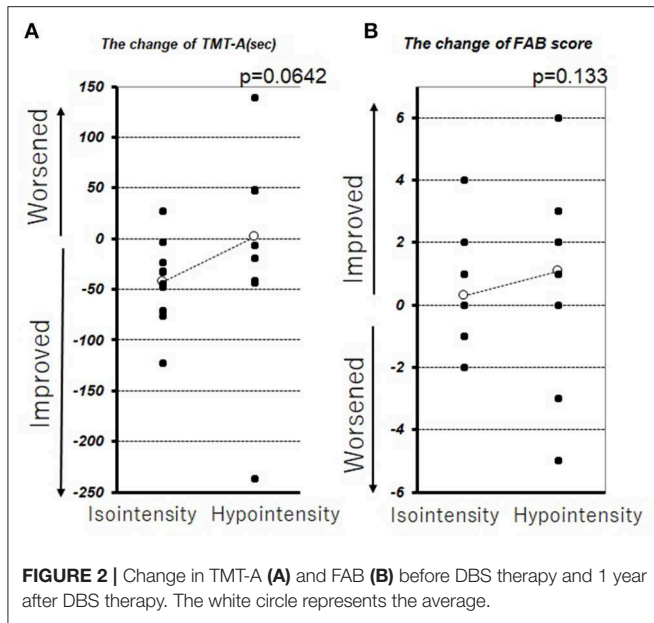 A
The change of TMT-A(sec)
p=0.0642
150
100
50
0
-50
-100
-150
-200
-250
Worsened
Improved
Isointensity Hypointensity
B
The change of FAB score
p=0.133
6
4
2
0
-2
-4
-6
Improved
Worsened
Isointensity Hypointensity
FIGURE 2 | Change in TMT-A (A) and FAB (B) before DBS therapy and 1 year
after DBS therapy. The white circle represents the average.